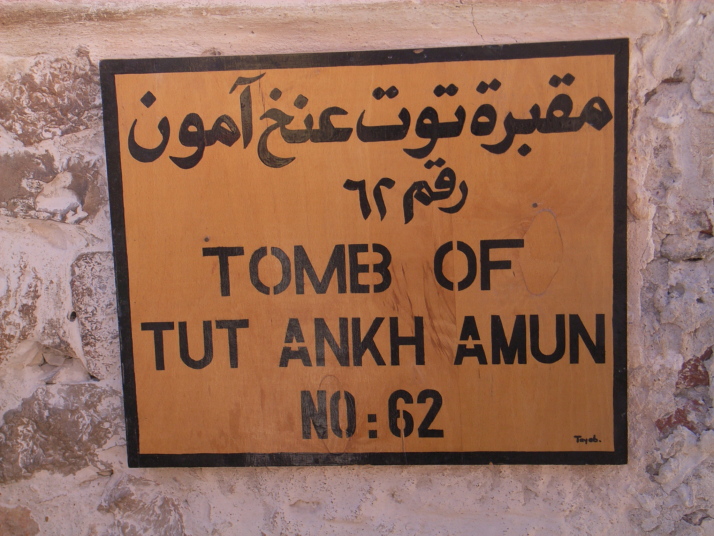 مقبرة توت عنخ آمون
رقم ٦٢
TOMB OF
TUT ANKH AMUN
NO:62